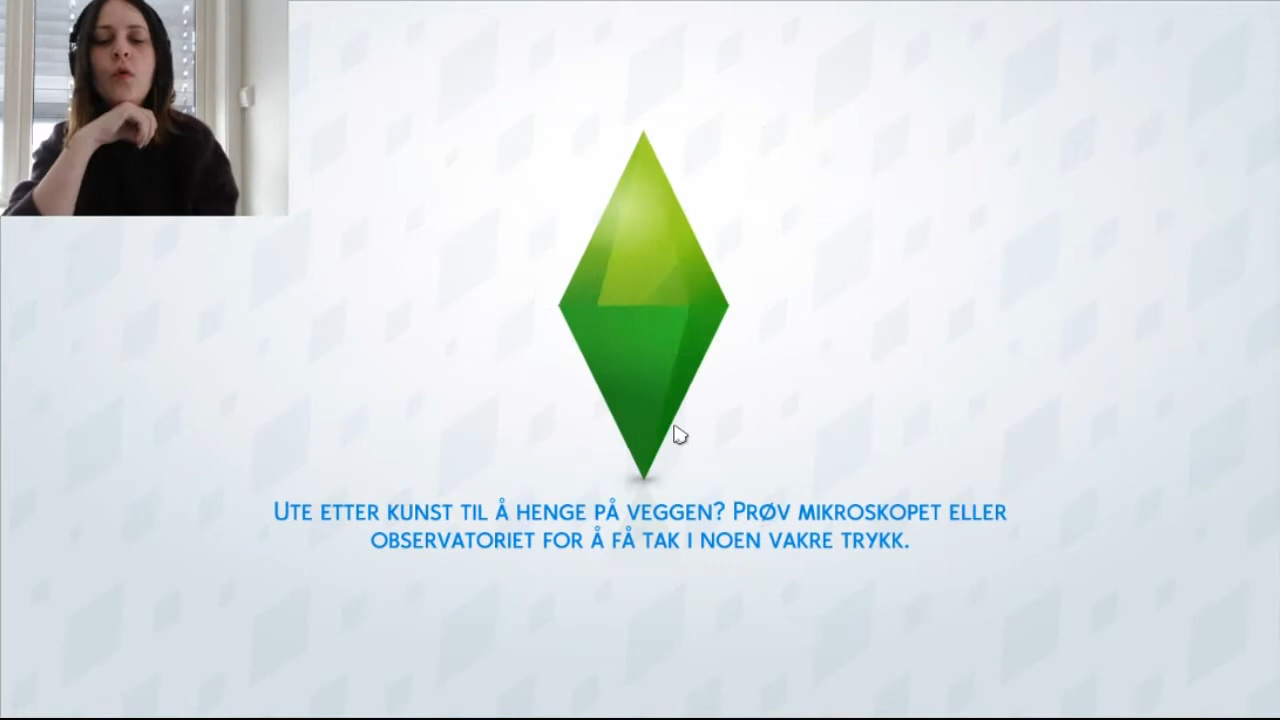 Ute etter kunst til å henge på veggen? Prøv mikroskopet eller
observatoriet for å få tak i noen vakre trykk.